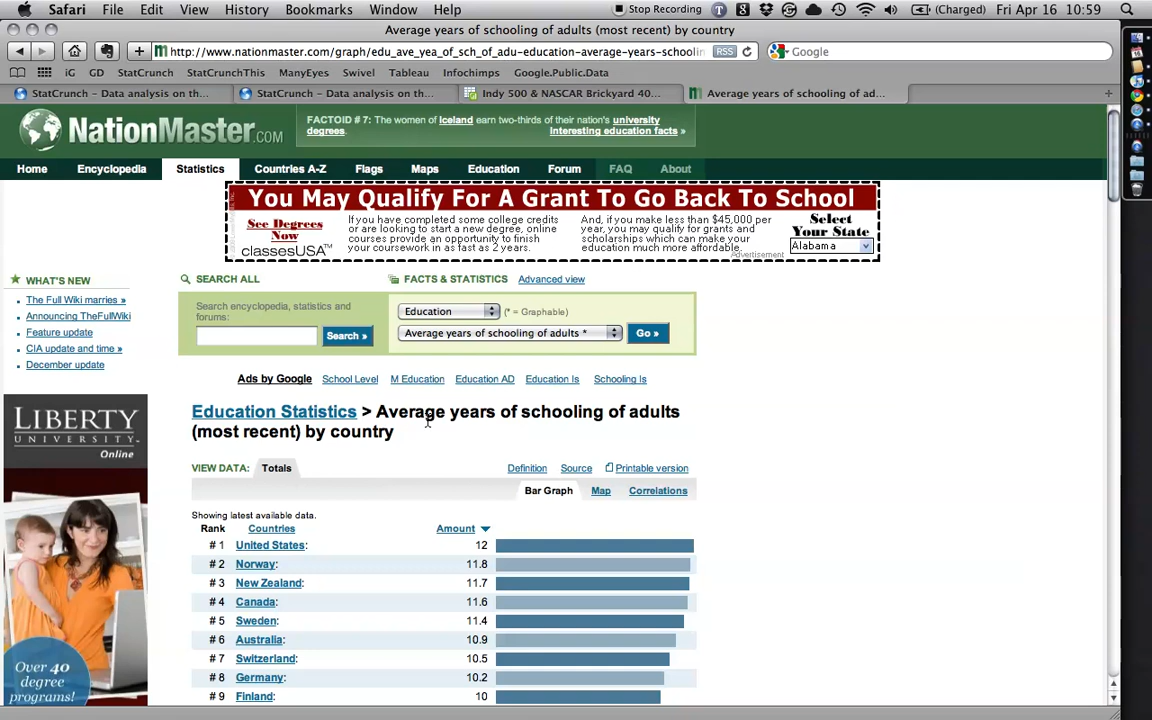 Safari File Edit View History Bookmarks Window Help Stop Recording (Charged) Fri Apr 16 10:59
Average years of schooling of adults (most recent) by country
http://www.nationmaster.com/graph/edu_ave_yea_of_sch_of_adu-education-average-years-schoolin RSS Google
iG GD StatCrunch StatCrunchThis ManyEyes Swivel Tableau Infochimps Google.Public.Data
StatCrunch - Data analysis on th... StatCrunch - Data analysis on th... Indy 500 & NASCAR Brickyard 40... Average years of schooling of ad...
NationMaster.com
FACTOID # 7: The women of Iceland earn two-thirds of their nation's university
degrees. Interesting education facts »
Home Encyclopedia Statistics Countries A-Z Flags Maps Education Forum FAQ About
You May Qualify For A Grant To Go Back To School
See Degrees
Now
classesUSA™
If you have completed some college credits
or are looking to start a new degree, online
courses provide an opportunity to finish
your coursework in as fast as 2 years.
And, if you make less than $45,000 per
year, you may qualify for grants and
scholarships which can make your
education much more affordable.
Advertisement
Select
Your State
Alabama
WHAT'S NEW
The Full Wiki marries »
Announcing TheFullWiki
Feature update
CIA update and time »
December update
SEARCH ALL
Search encyclopedia, statistics and
forums:
Search »
FACTS & STATISTICS Advanced view
Education (* = Graphable)
Average years of schooling of adults * Go »
Ads by Google School Level M Education Education AD Education Is Schooling Is
Education Statistics > Average years of schooling of adults
(most recent) by country
VIEW DATA: Totals Definition Source Printable version
Bar Graph Map Correlations
Showing latest available data.
Rank Countries Amount
# 1 United States: 12
# 2 Norway: 11.8
# 3 New Zealand: 11.7
# 4 Canada: 11.6
# 5 Sweden: 11.4
# 6 Australia: 10.9
# 7 Switzerland: 10.5
# 8 Germany: 10.2
# 9 Finland: 10
LIBERTY
UNIVERSITY
Online
Over 40
degree
programs!